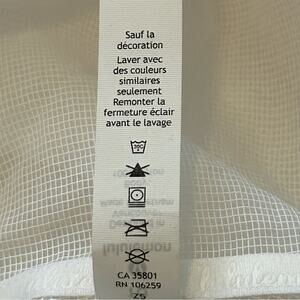 Sauf la
décoration
Laver avec
des couleurs
similaires
seulement
Remonter la
fermeture éclair
avant le lavage
lululemon
CA 35801
RN 106259